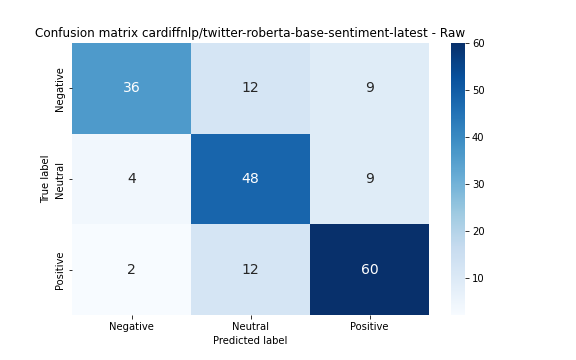 Confusion matrix cardiffnlp/twitter-roberta-base-sentiment-latest - Raw
Negative 36 12 9
True label
Neutral 4 48 9
Positive 2 12 60
Negative Neutral Positive
Predicted label
60
50
40
30
20
10